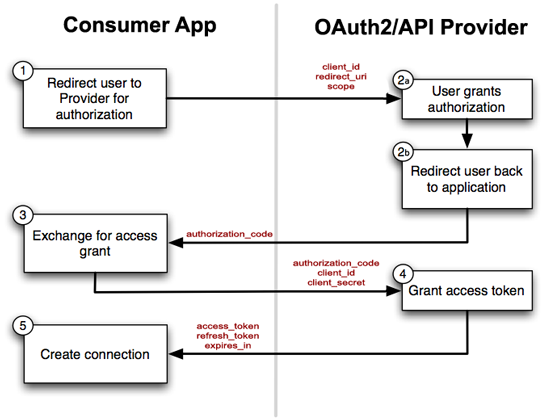 Consumer App
OAuth2/API Provider
1
Redirect user to
Provider for
authorization
client_id
redirect_uri
scope
2a
User grants
authorization
2b
Redirect user back
to application
3
Exchange for access
grant
authorization_code
authorization_code
client_id
client_secret
4
Grant access token
5
Create connection
access_token
refresh_token
expires_in